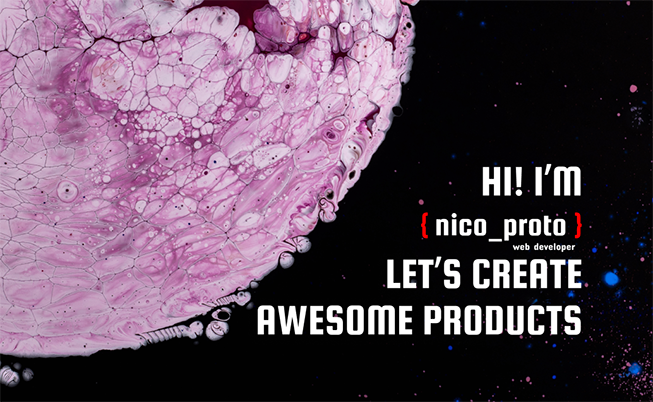 HI! I'M
{ nico_proto }
web developer
LET'S CREATE
AWESOME PRODUCTS